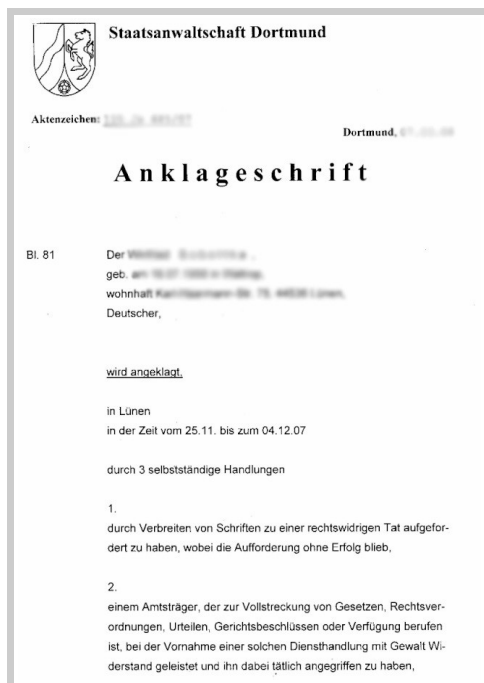 Staatsanwaltschaft Dortmund
Aktenzeichen:
Dortmund,
Anklageschrift
Bl. 81 Der
geb.
wohnhaft
Deutscher,
wird angeklagt,
in Lünen
in der Zeit vom 25.11. bis zum 04.12.07
durch 3 selbstständige Handlungen
1.
durch Verbreiten von Schriften zu einer rechtswidrigen Tat aufgefor-
dert zu haben, wobei die Aufforderung ohne Erfolg blieb,
2.
einem Amtsträger, der zur Vollstreckung von Gesetzen, Rechtsver-
ordnungen, Urteilen, Gerichtsbeschlüssen oder Verfügung berufen
ist, bei der Vornahme einer solchen Diensthandlung mit Gewalt Wi-
derstand geleistet und ihn dabei tätlich angegriffen zu haben,